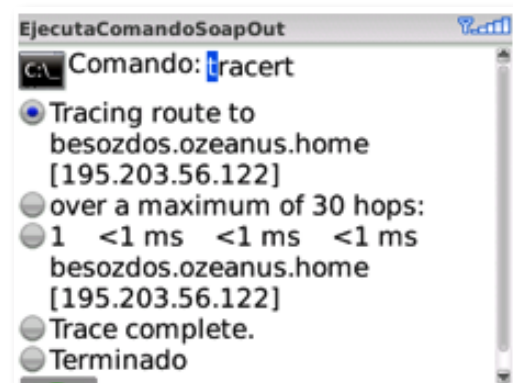 EjecutaComandoSoapOut
C:\_ Comando: tracert
Tracing route to
besozdos.ozeanus.home
[195.203.56.122]
over a maximum of 30 hops:
1 <1 ms <1 ms <1 ms
besozdos.ozeanus.home
[195.203.56.122]
Trace complete.
Terminado